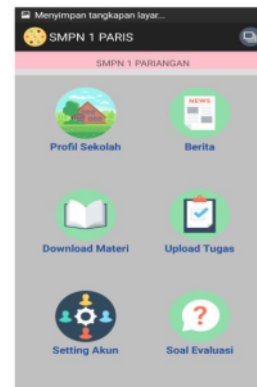 Menyimpan tangkapan layar...
SMPN 1 PARIS
SMPN 1 PARIANGAN
NEWS
Profil Sekolah
Berita
Download Materi
Upload Tugas
?
Setting Akun
Soal Evaluasi